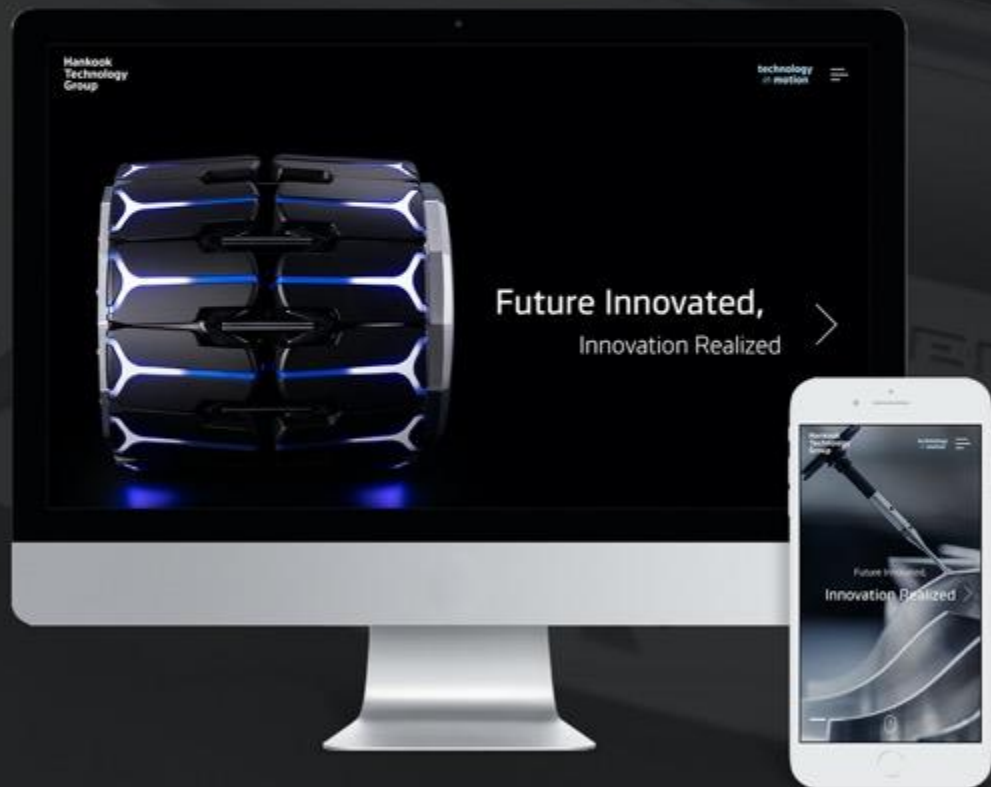 Hankook
Technology
Group
technology
in motion
Future Innovated,
Innovation Realized
Hankook
Technology
Group
technology
in motion
Future Innovated,
Innovation Realized